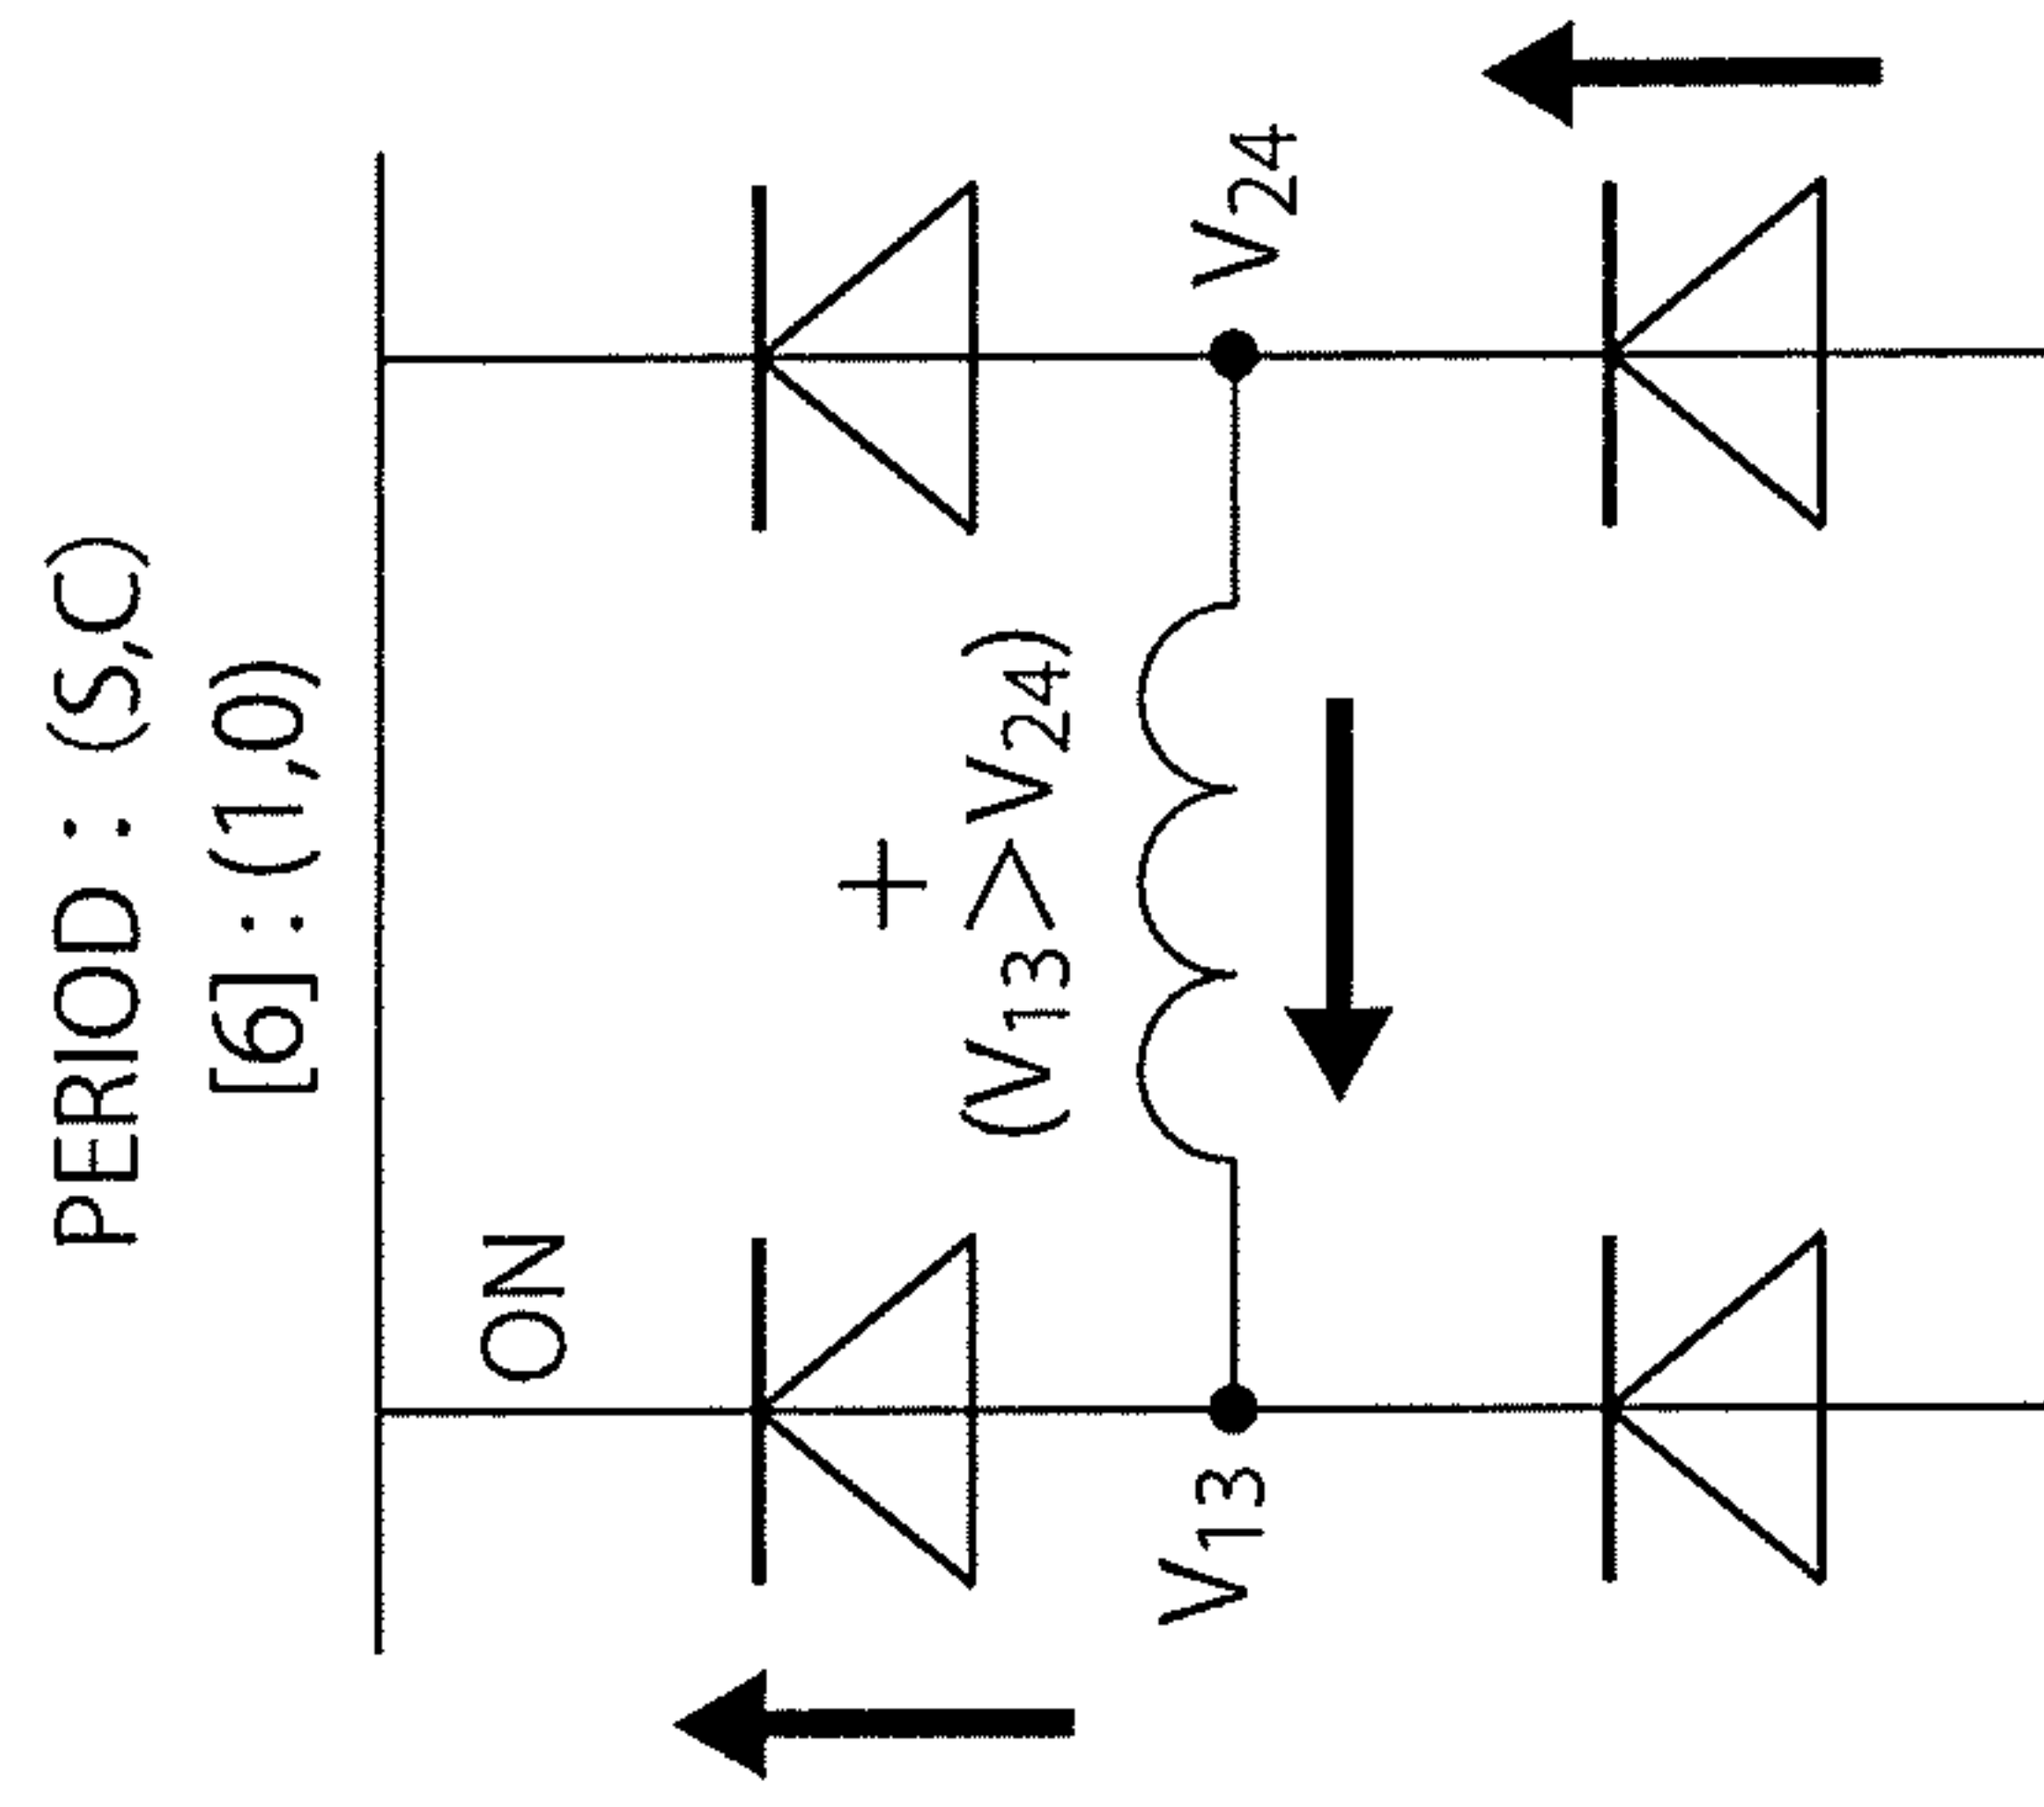 PERIOD : (S,C)
[6] : (1,0)
ON
+
(V13>V24)
V13
V24